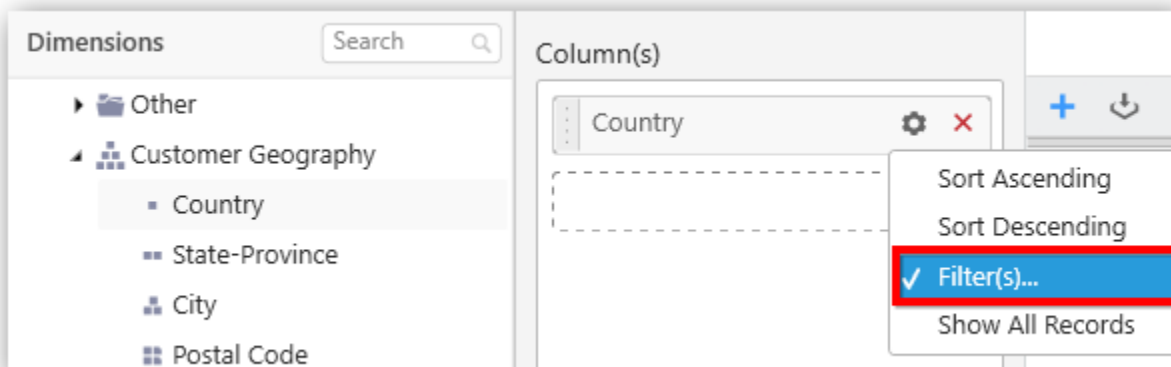 Dimensions
Search
Other
Customer Geography
Country
State-Province
City
Postal Code
Column(s)
Country
Sort Ascending
Sort Descending
Filter(s)...
Show All Records